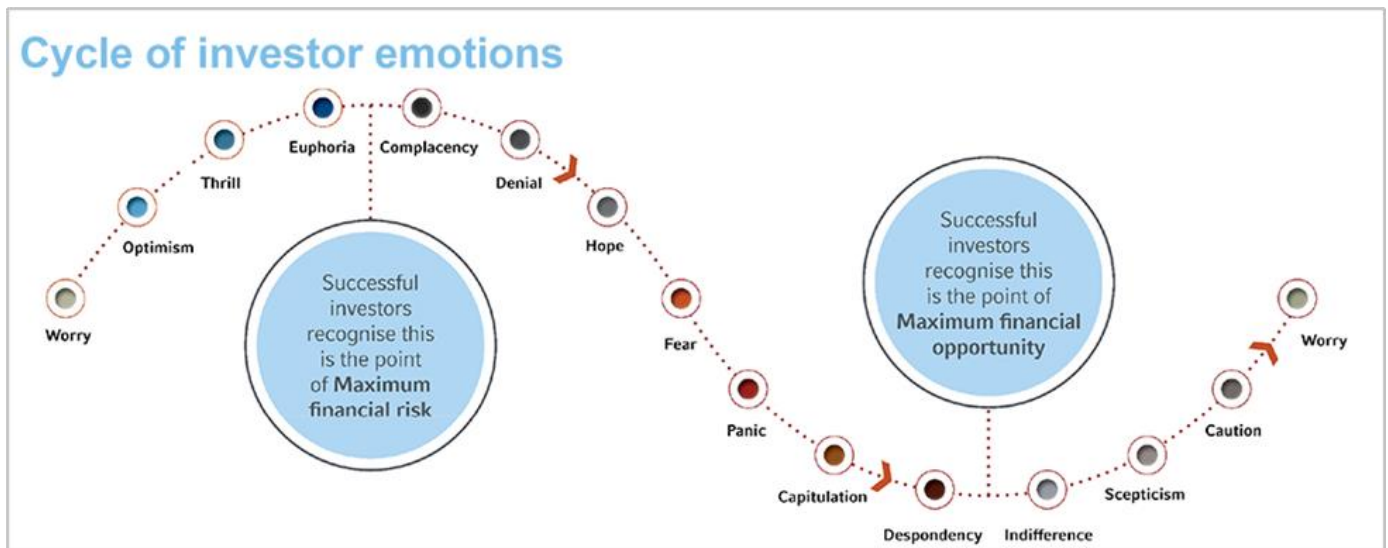 Cycle of investor emotions
Worry
Optimism
Thrill
Euphoria
Complacency
Denial
Hope
Fear
Panic
Capitulation
Despondency
Indifference
Scepticism
Caution
Worry
Successful
investors
recognise this
is the point
of Maximum
financial risk
Successful
investors
recognise this
is the point of
Maximum financial
opportunity